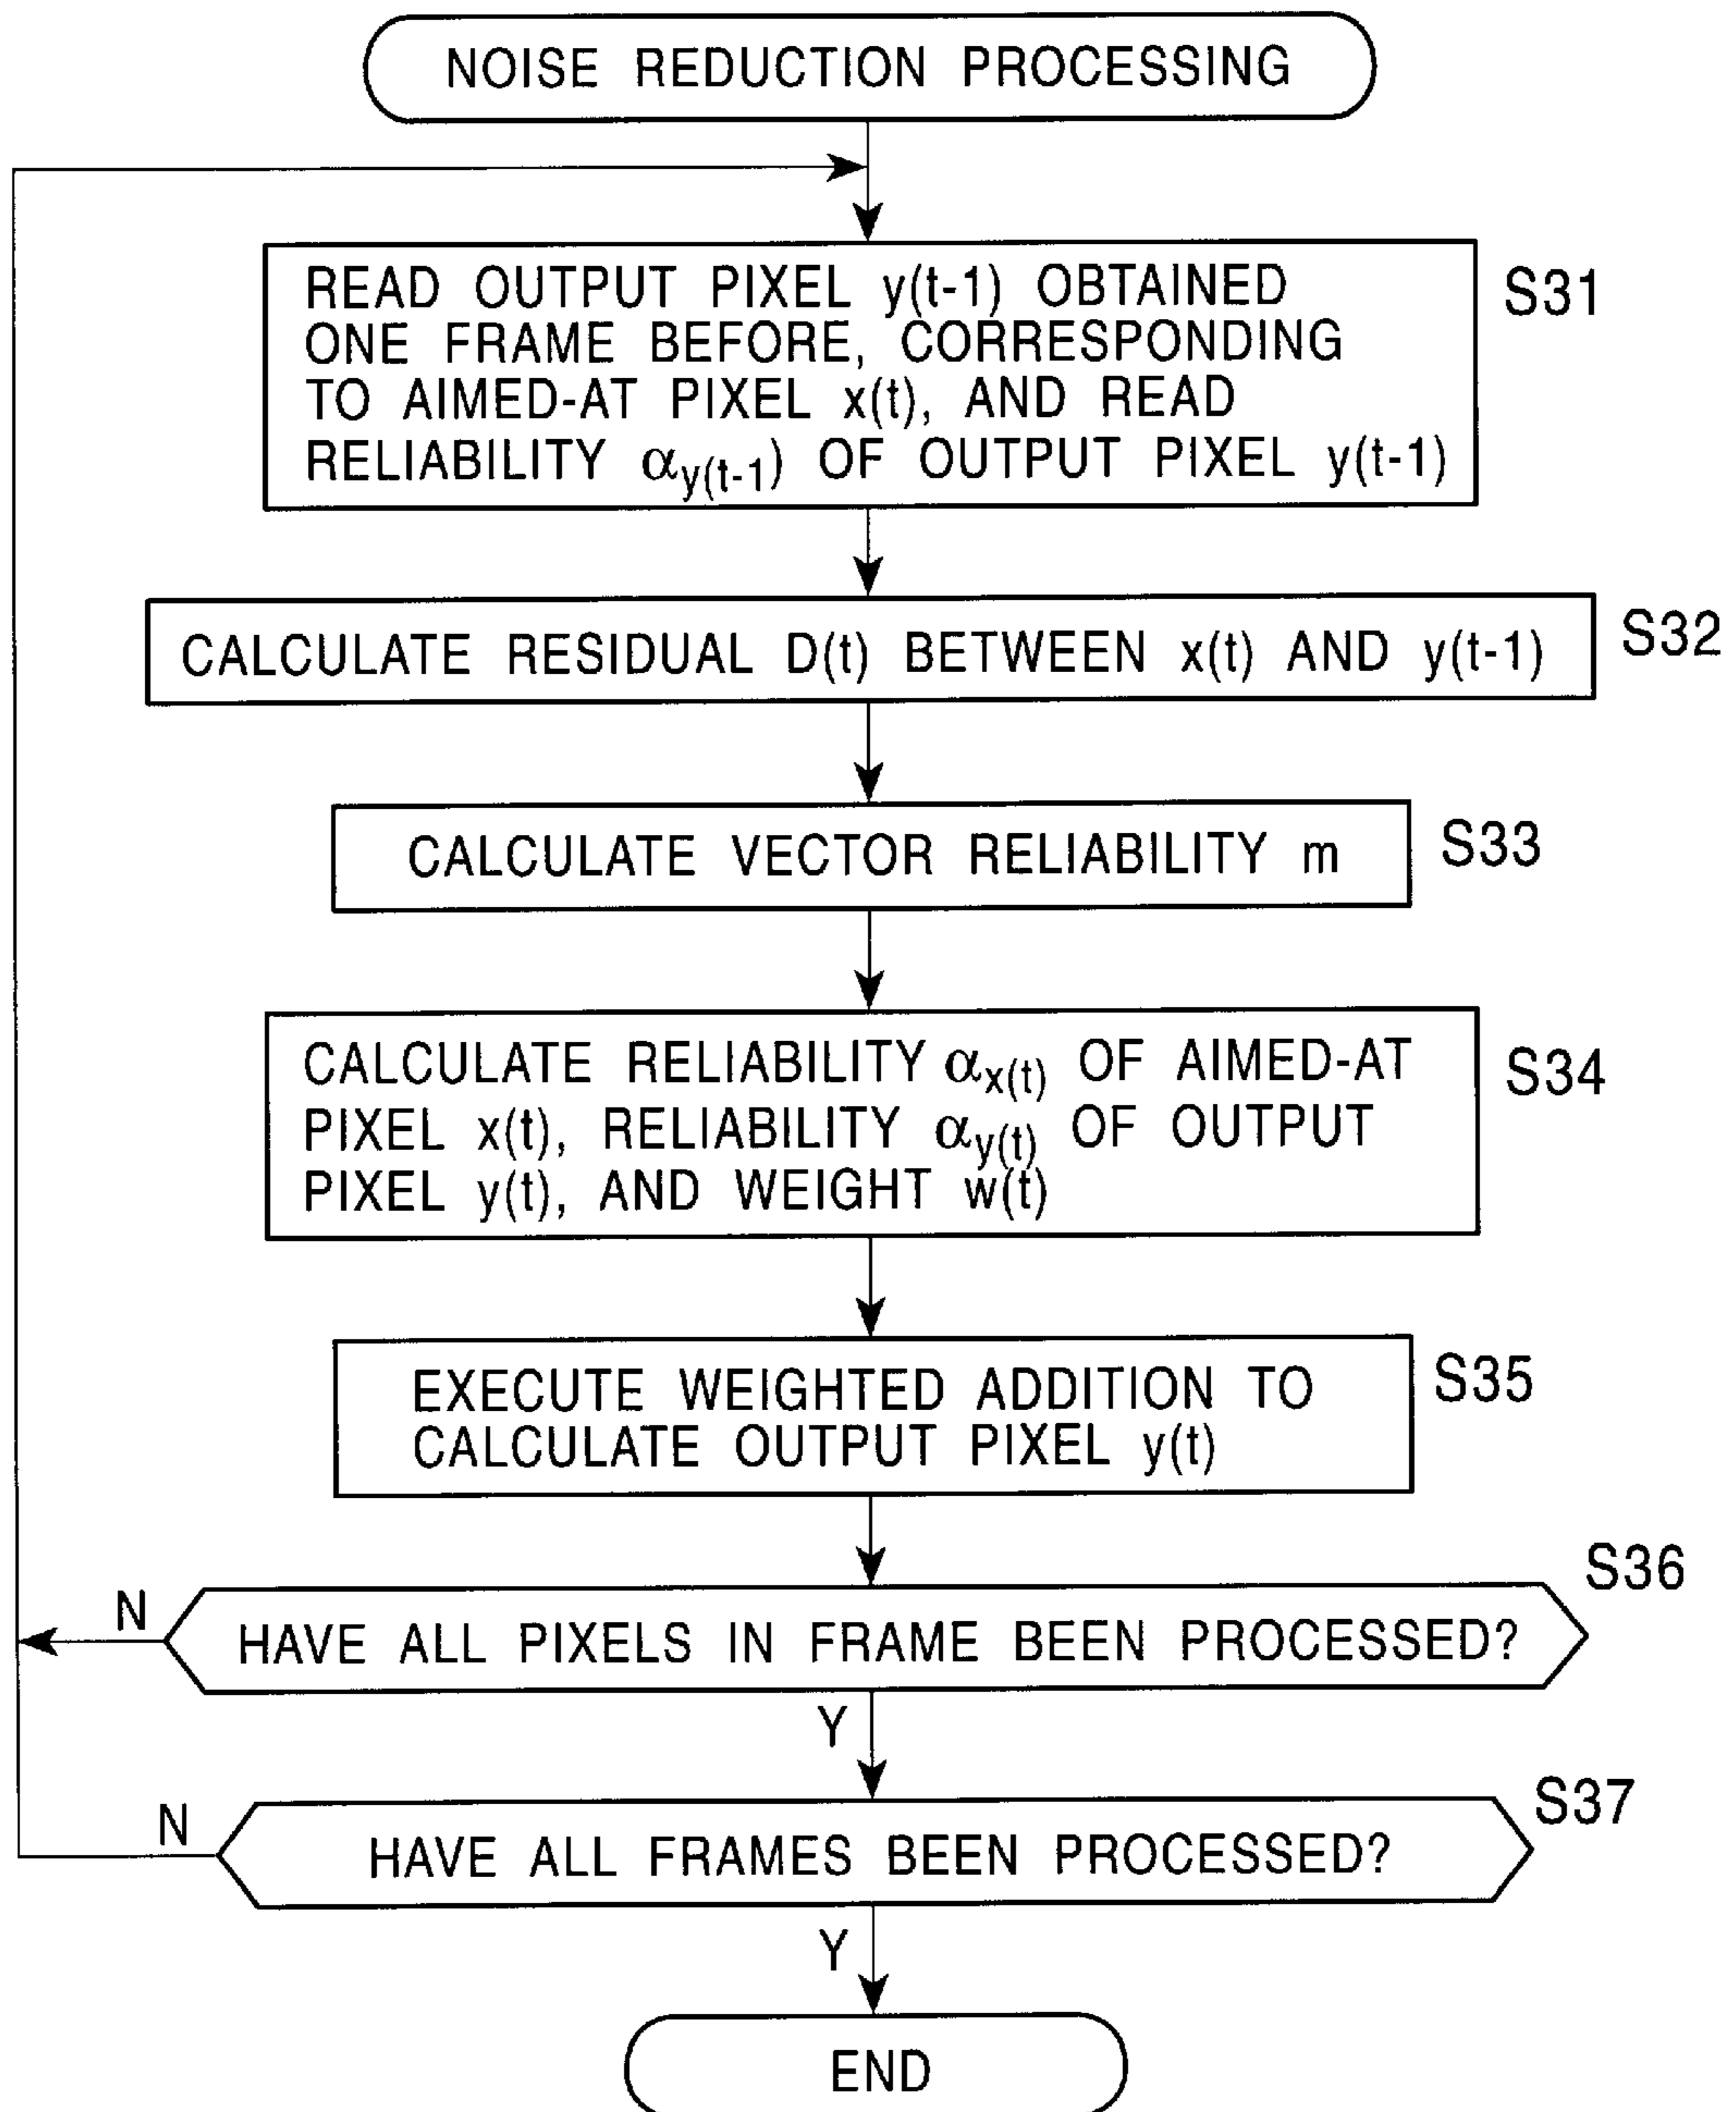 NOISE REDUCTION PROCESSING
READ OUTPUT PIXEL y(t-1) OBTAINED
ONE FRAME BEFORE, CORRESPONDING
TO AIMED-AT PIXEL x(t), AND READ
RELIABILITY αy(t-1) OF OUTPUT PIXEL y(t-1)
S31
CALCULATE RESIDUAL D(t) BETWEEN x(t) AND y(t-1)
S32
CALCULATE VECTOR RELIABILITY m
S33
CALCULATE RELIABILITY αx(t) OF AIMED-AT
PIXEL x(t), RELIABILITY αy(t) OF OUTPUT
PIXEL y(t), AND WEIGHT w(t)
S34
EXECUTE WEIGHTED ADDITION TO
CALCULATE OUTPUT PIXEL y(t)
S35
S36
N
HAVE ALL PIXELS IN FRAME BEEN PROCESSED?
Y
S37
N
HAVE ALL FRAMES BEEN PROCESSED?
Y
END